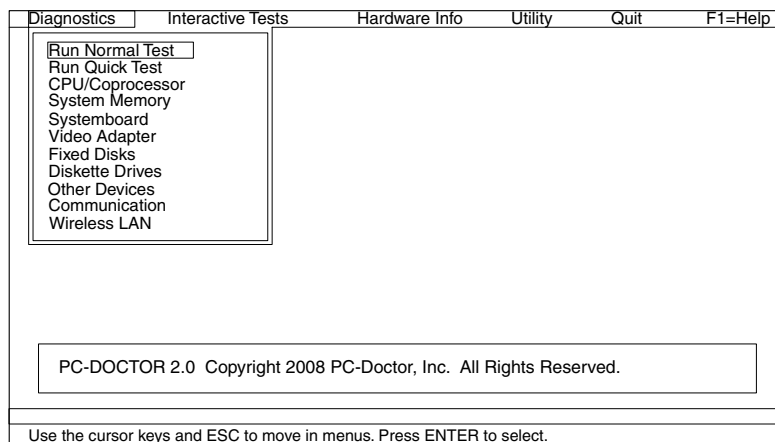 Diagnostics Interactive Tests Hardware Info Utility Quit F1=Help
Run Normal Test
Run Quick Test
CPU/Coprocessor
System Memory
Systemboard
Video Adapter
Fixed Disks
Diskette Drives
Other Devices
Communication
Wireless LAN
PC-DOCTOR 2.0 Copyright 2008 PC-Doctor, Inc. All Rights Reserved.
Use the cursor keys and ESC to move in menus. Press ENTER to select.